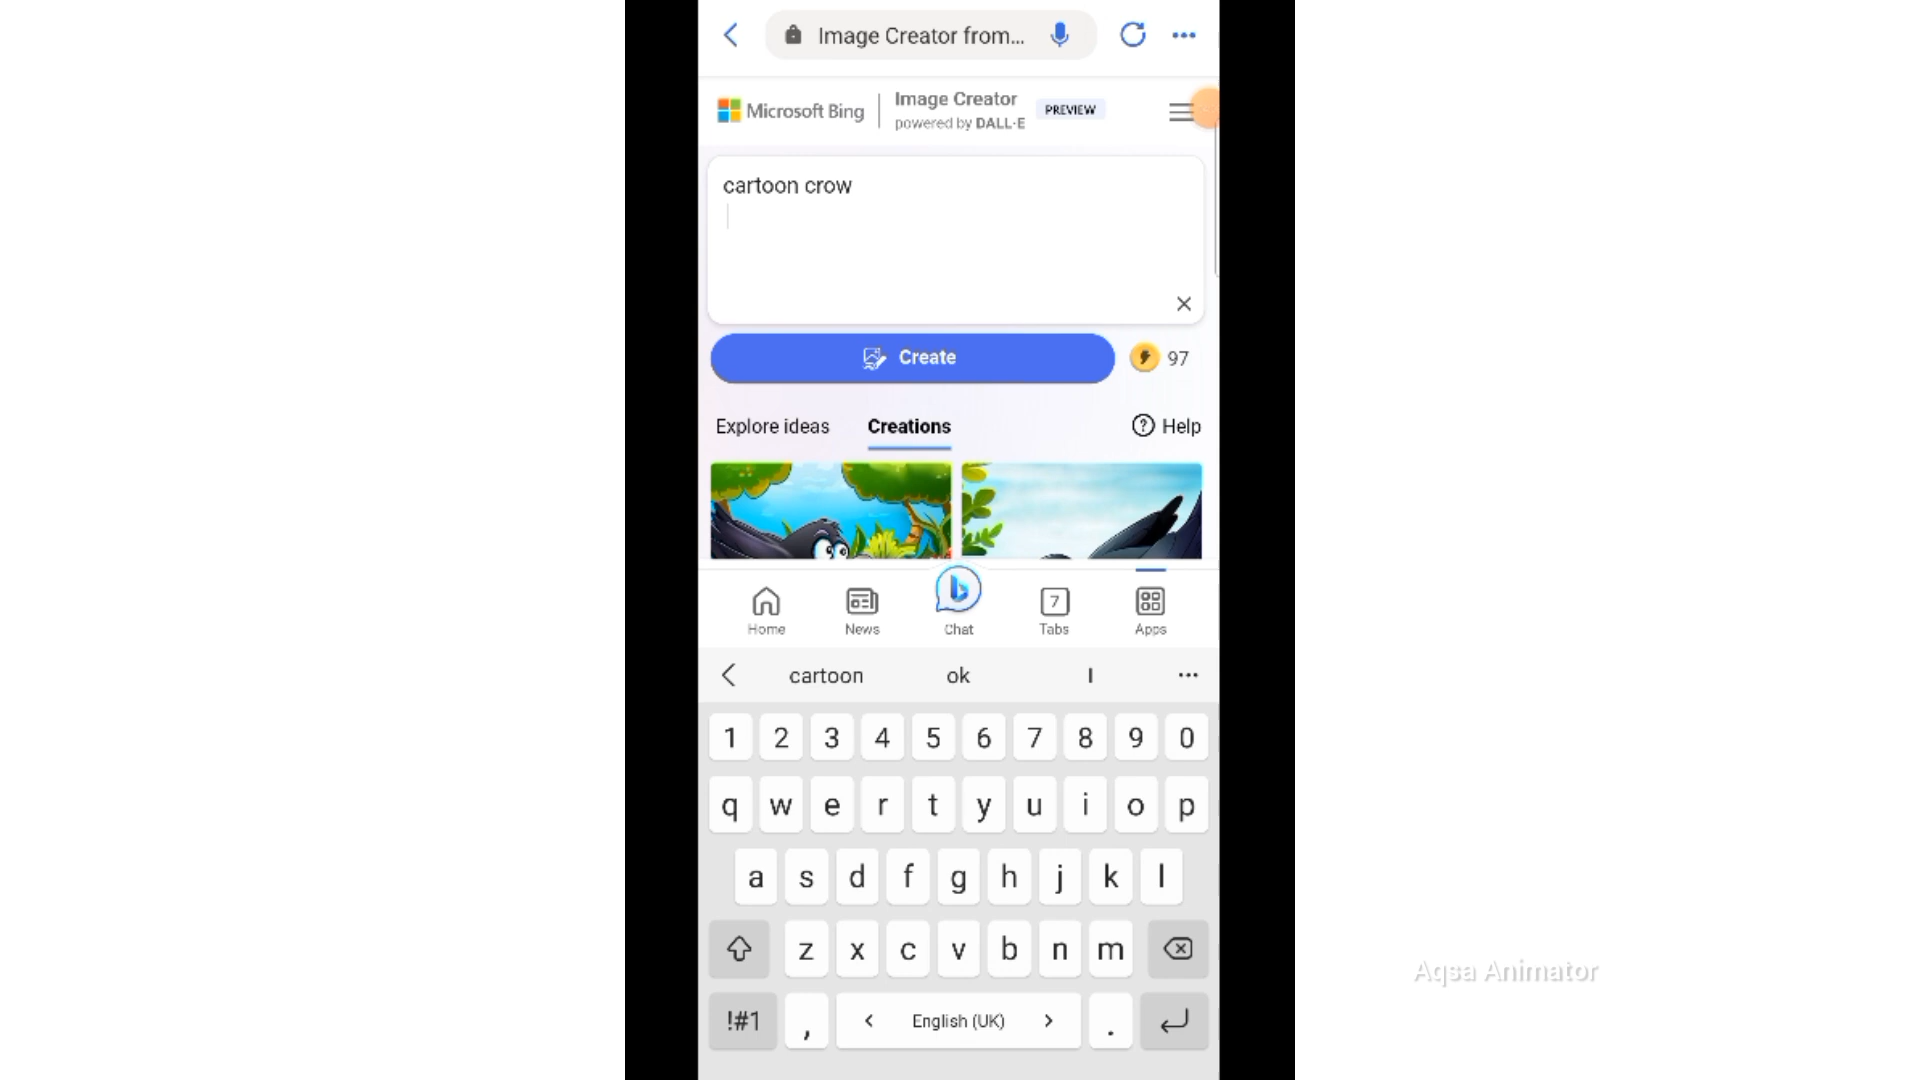 Image Creator from...
Microsoft Bing
Image Creator
powered by DALL·E
PREVIEW
cartoon crow
Create
97
Explore ideas
Creations
Help
Home
News
Chat
7
Tabs
Apps
cartoon ok I
1 2 3 4 5 6 7 8 9 0
q w e r t y u i o p
a s d f g h j k l
z x c v b n m
!#1 , < English (UK) > .
Aqsa Animator